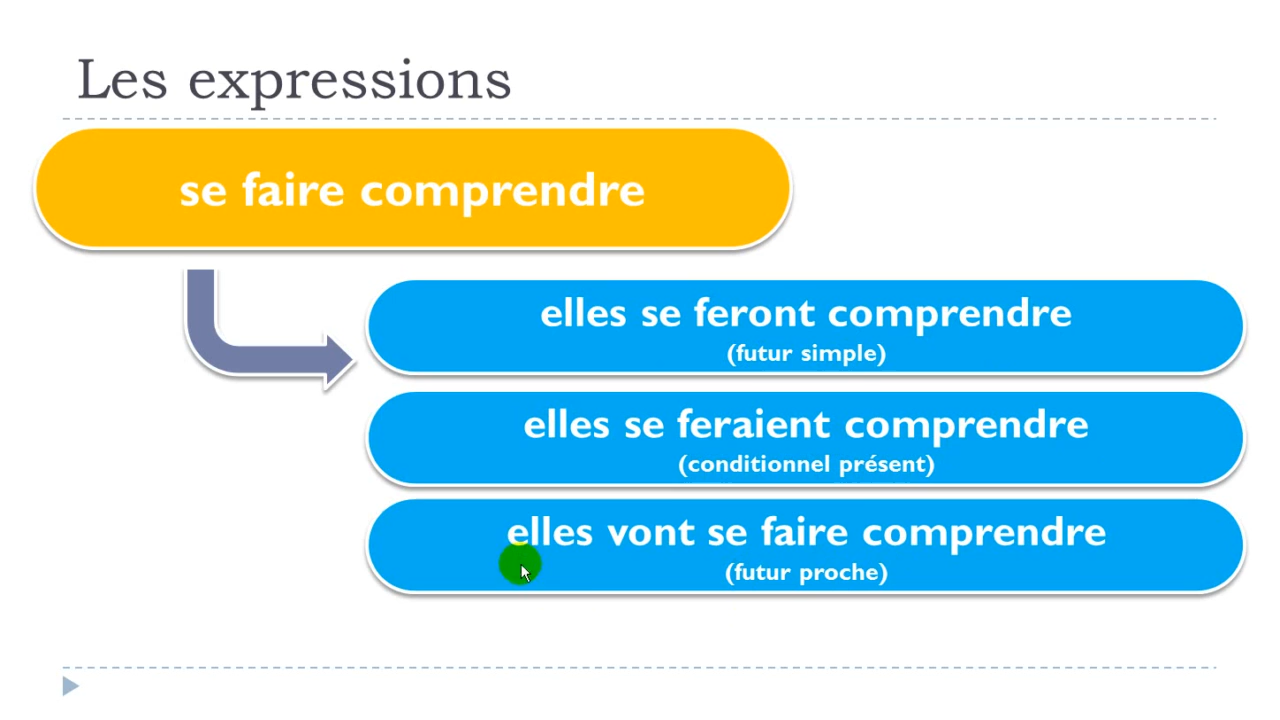 Les expressions
se faire comprendre
elles se feront comprendre
(futur simple)
elles se feraient comprendre
(conditionnel présent)
elles vont se faire comprendre
(futur proche)